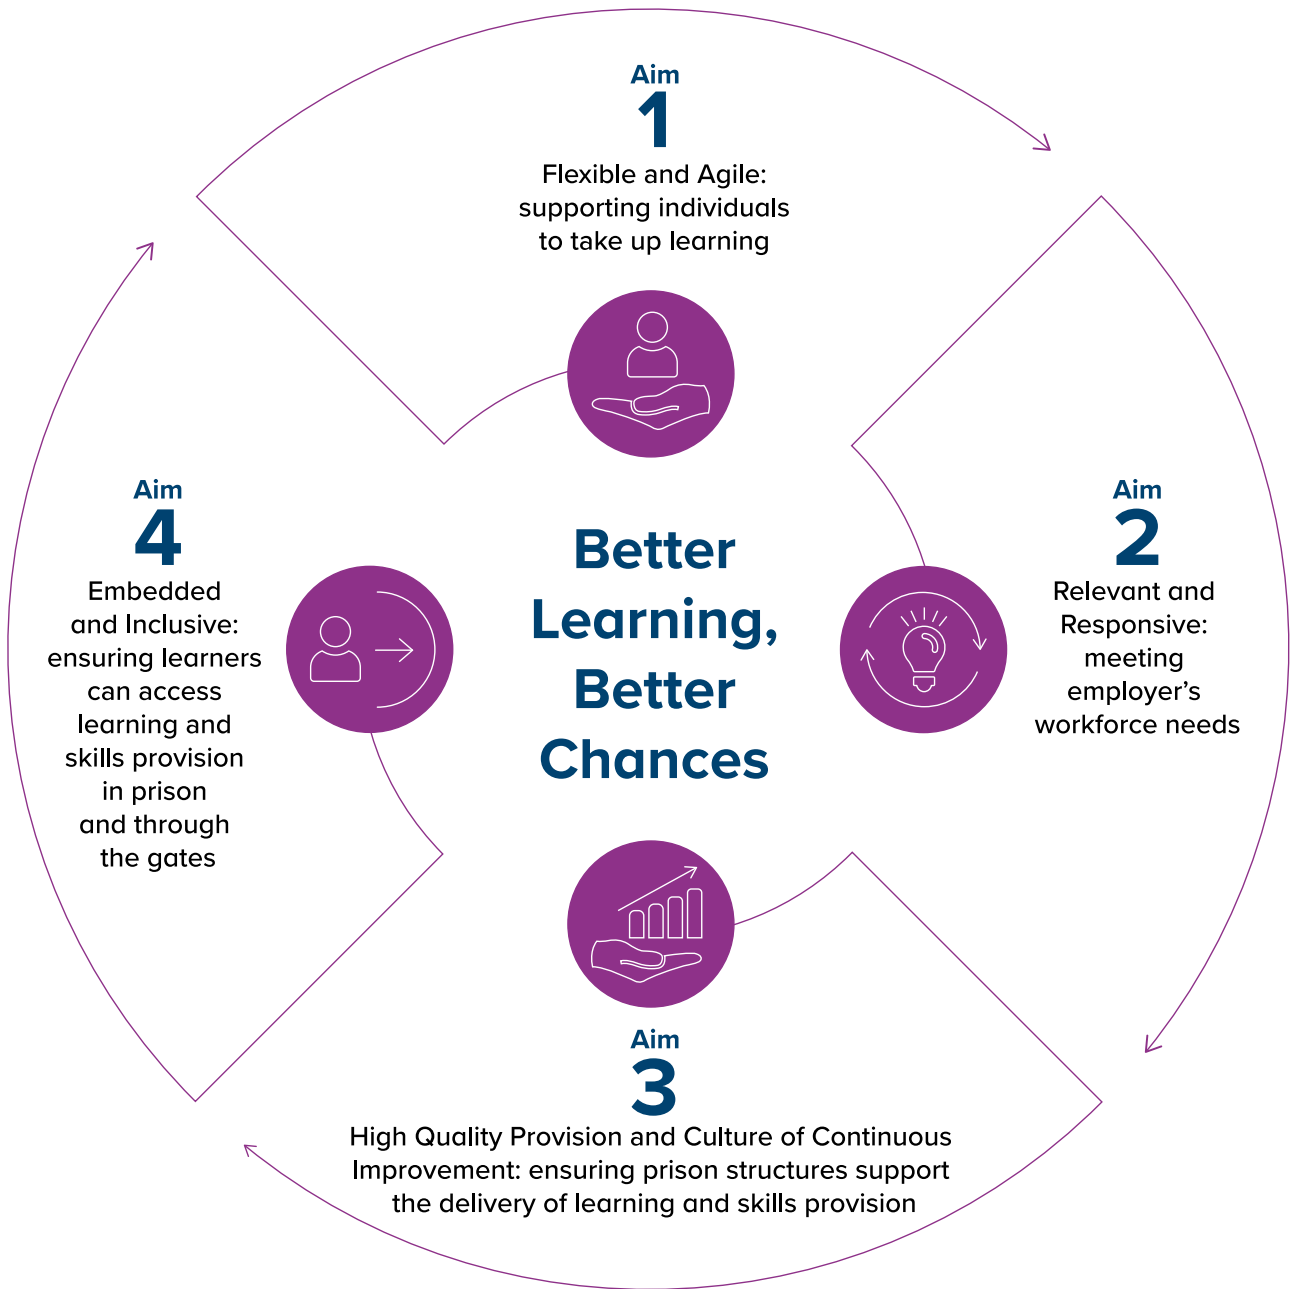 Aim
1
Flexible and Agile:
supporting individuals
to take up learning
Aim
2
Relevant and
Responsive:
meeting
employer’s
workforce needs
Aim
3
High Quality Provision and Culture of Continuous
Improvement: ensuring prison structures support
the delivery of learning and skills provision
Aim
4
Embedded
and Inclusive:
ensuring learners
can access
learning and
skills provision
in prison
and through
the gates
Better
Learning,
Better
Chances